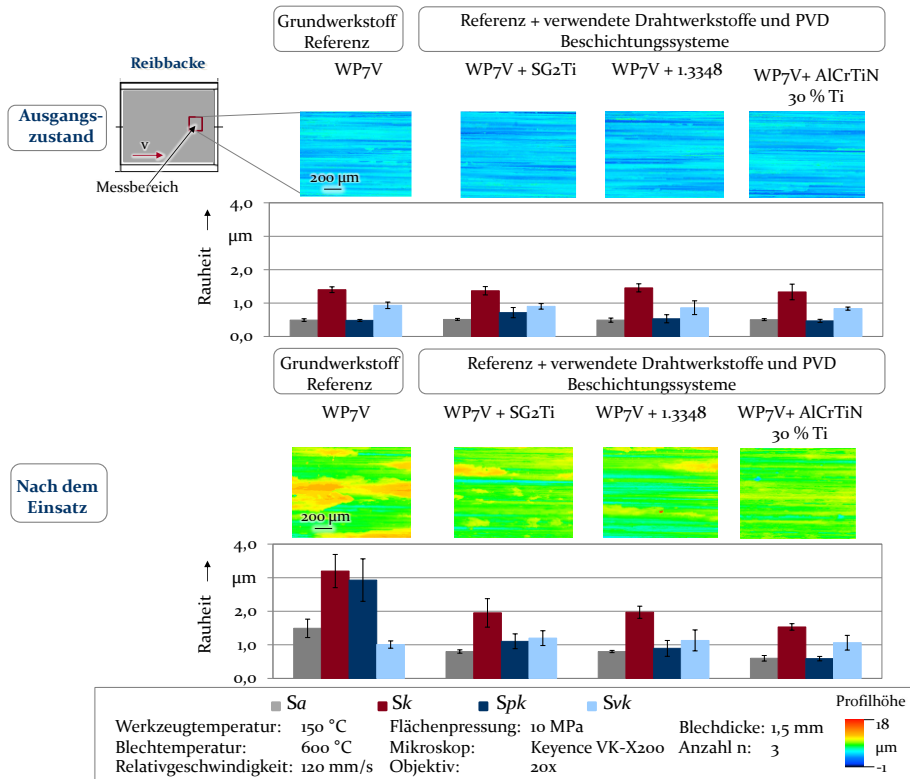 Grundwerkstoff
Referenz
Referenz + verwendete Drahtwerkstoffe und PVD
Beschichtungssysteme
Reibbacke
WP7V
WP7V + SG2Ti
WP7V + 1.3348
WP7V+ AlCrTiN
30 % Ti
Ausgangs-
zustand
v
Messbereich
200 µm
Rauheit
4,0
µm
2,0
1,0
0,0
Grundwerkstoff
Referenz
Referenz + verwendete Drahtwerkstoffe und PVD
Beschichtungssysteme
WP7V
WP7V + SG2Ti
WP7V + 1.3348
WP7V+ AlCrTiN
30 % Ti
Nach dem
Einsatz
200 µm
Rauheit
4,0
µm
2,0
1,0
0,0
Sa Sk Spk Svk
Werkzeugtemperatur: 150 °C Flächenpressung: 10 MPa Blechdicke: 1,5 mm
Blechtemperatur: 600 °C Mikroskop: Keyence VK-X200 Anzahl n: 3
Relativgeschwindigkeit: 120 mm/s Objektiv: 20x
Profilhöhe
18
µm
-1